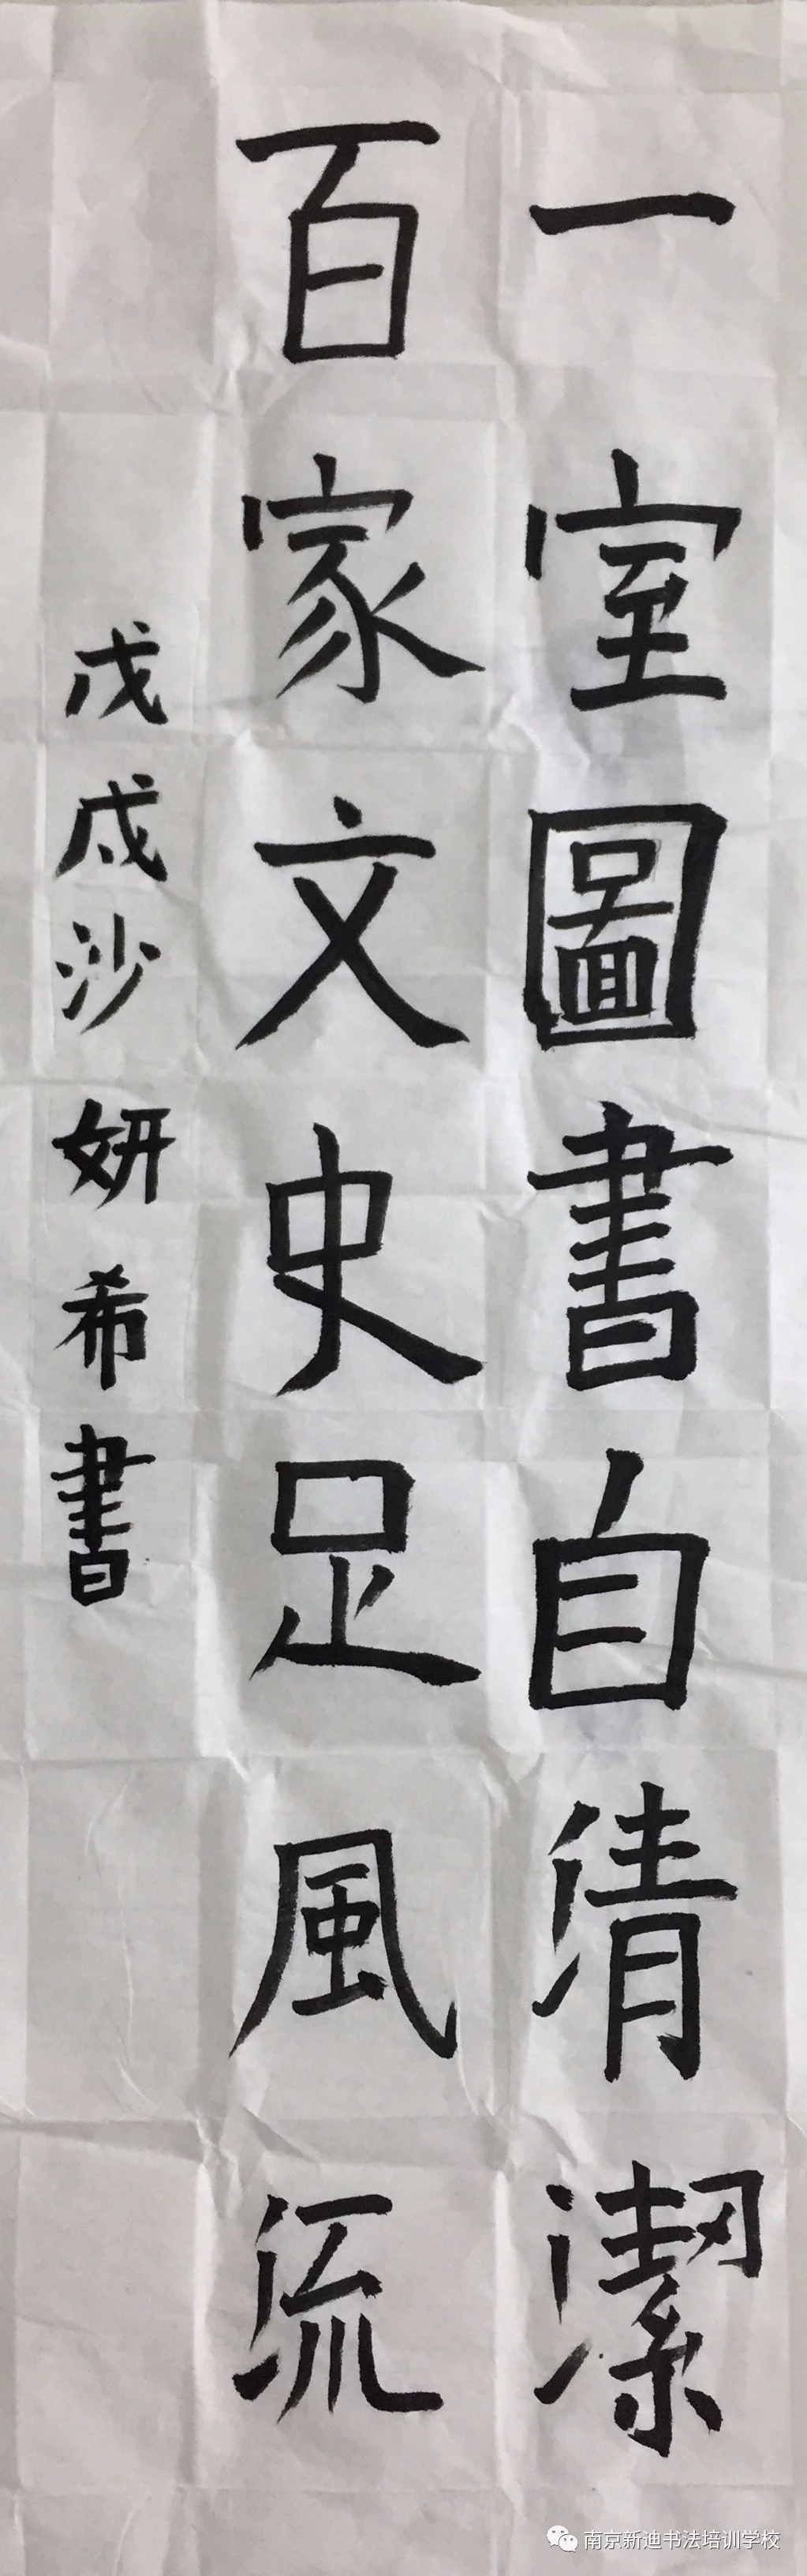 一室圖書自清潔
百家文史足風流
戊戌沙妍希書
南京新迪书法培训学校